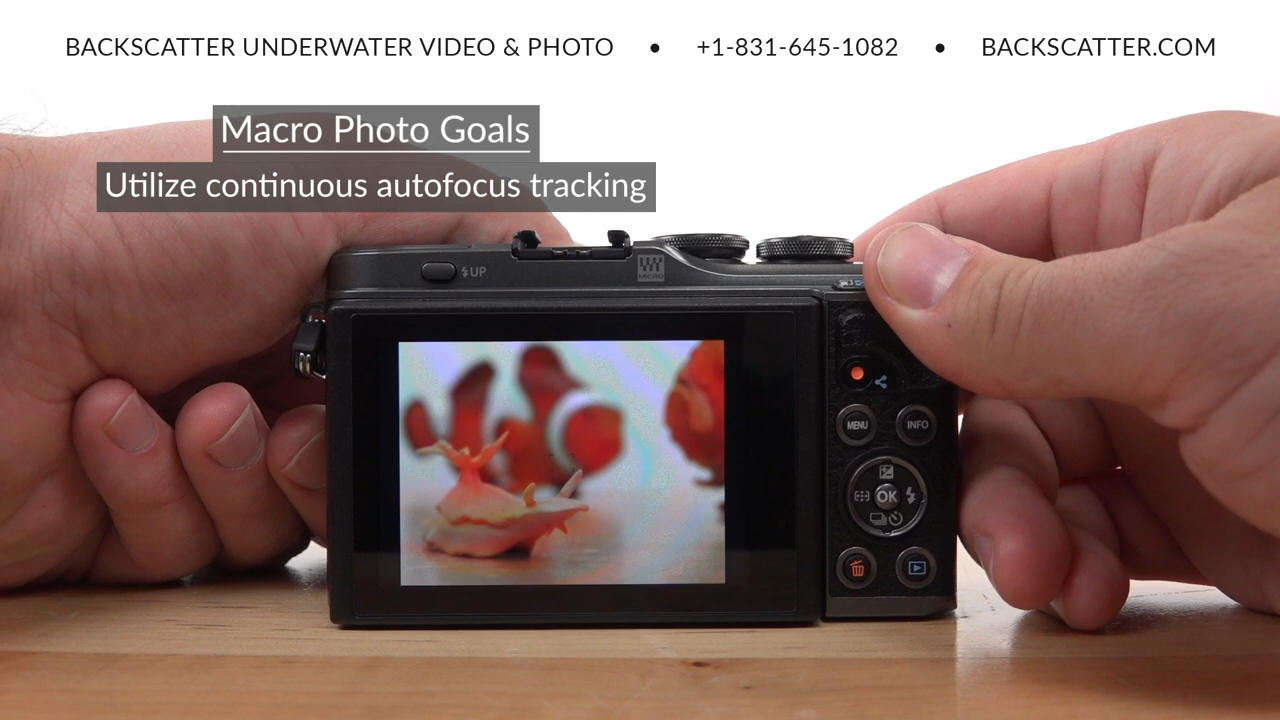 BACKSCATTER UNDERWATER VIDEO & PHOTO • +1-831-645-1082 • BACKSCATTER.COM
Macro Photo Goals
Utilize continuous autofocus tracking
UP
MICRO
MENU INFO
OK